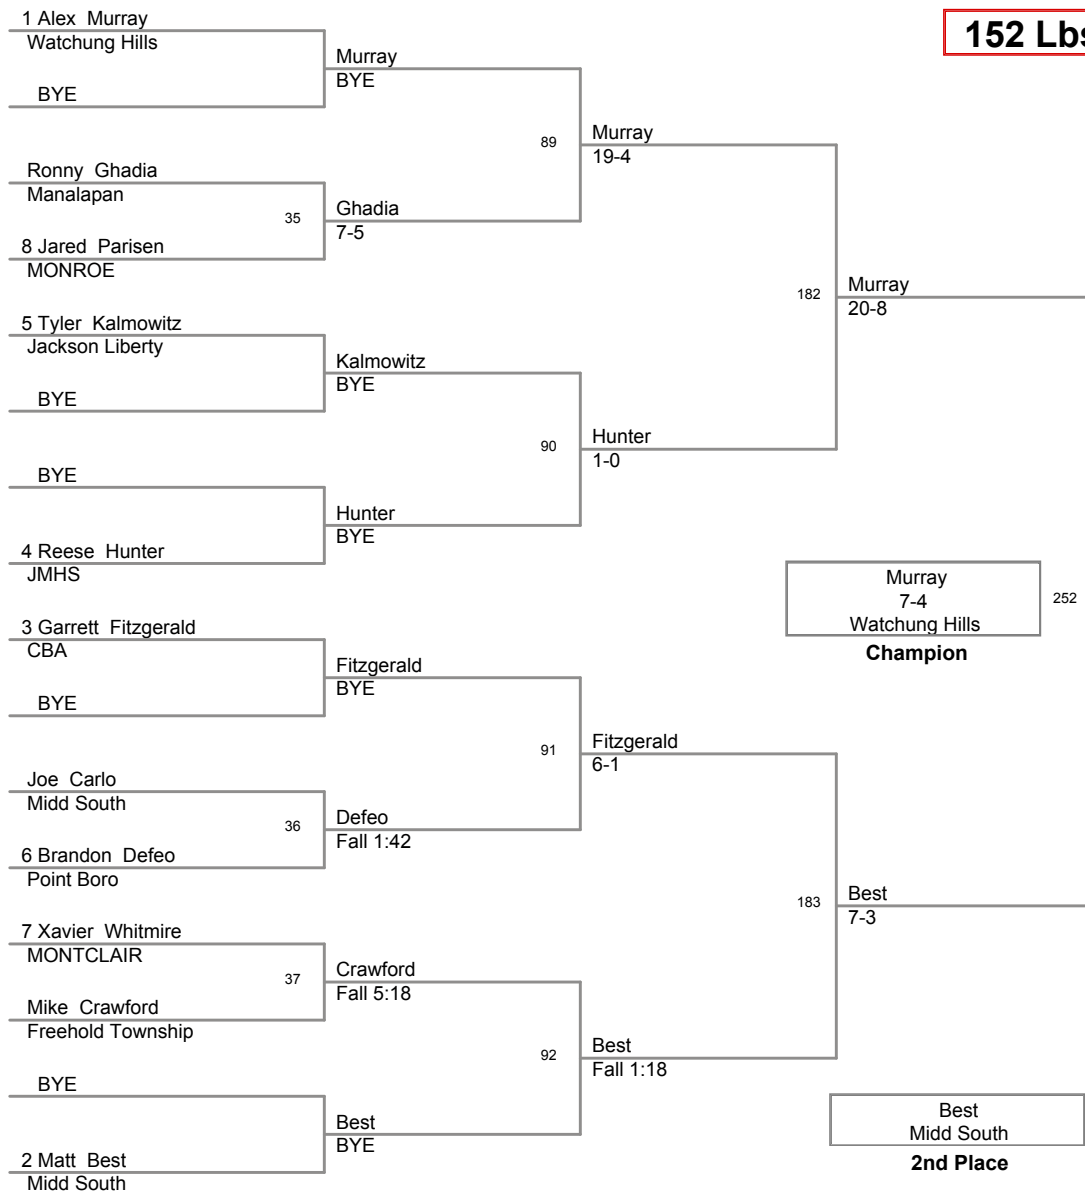 1 Alex Murray
Watchung Hills
152 Lbs
Murray
BYE
BYE
89
Murray
19-4
Ronny Ghadia
Manalapan
35
Ghadia
7-5
8 Jared Parisen
MONROE
182
Murray
20-8
5 Tyler Kalmowitz
Jackson Liberty
Kalmowitz
BYE
BYE
90
Hunter
1-0
BYE
Hunter
BYE
4 Reese Hunter
JMHS
Murray
7-4
Watchung Hills
252
Champion
3 Garrett Fitzgerald
CBA
Fitzgerald
BYE
BYE
91
Fitzgerald
6-1
Joe Carlo
Midd South
36
Defeo
Fall 1:42
6 Brandon Defeo
Point Boro
183
Best
7-3
7 Xavier Whitmire
MONTCLAIR
37
Crawford
Fall 5:18
Mike Crawford
Freehold Township
92
Best
Fall 1:18
BYE
Best
BYE
2 Matt Best
Midd South
Best
Midd South
2nd Place